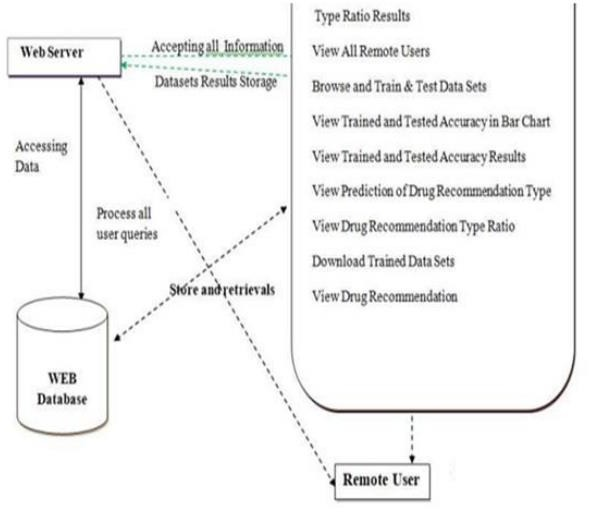 Type Ratio Results
Web Server
Accepting all Information
View All Remote Users
Datasets Results Storage
Browse and Train & Test Data Sets
View Trained and Tested Accuracy in Bar Chart
Accessing
Data
View Trained and Tested Accuracy Results
View Prediction of Drug Recommendation Type
Process all
user queries
View Drug Recommendation Type Ratio
Download Trained Data Sets
Store and retrievals
View Drug Recommendation
WEB
Database
Remote User